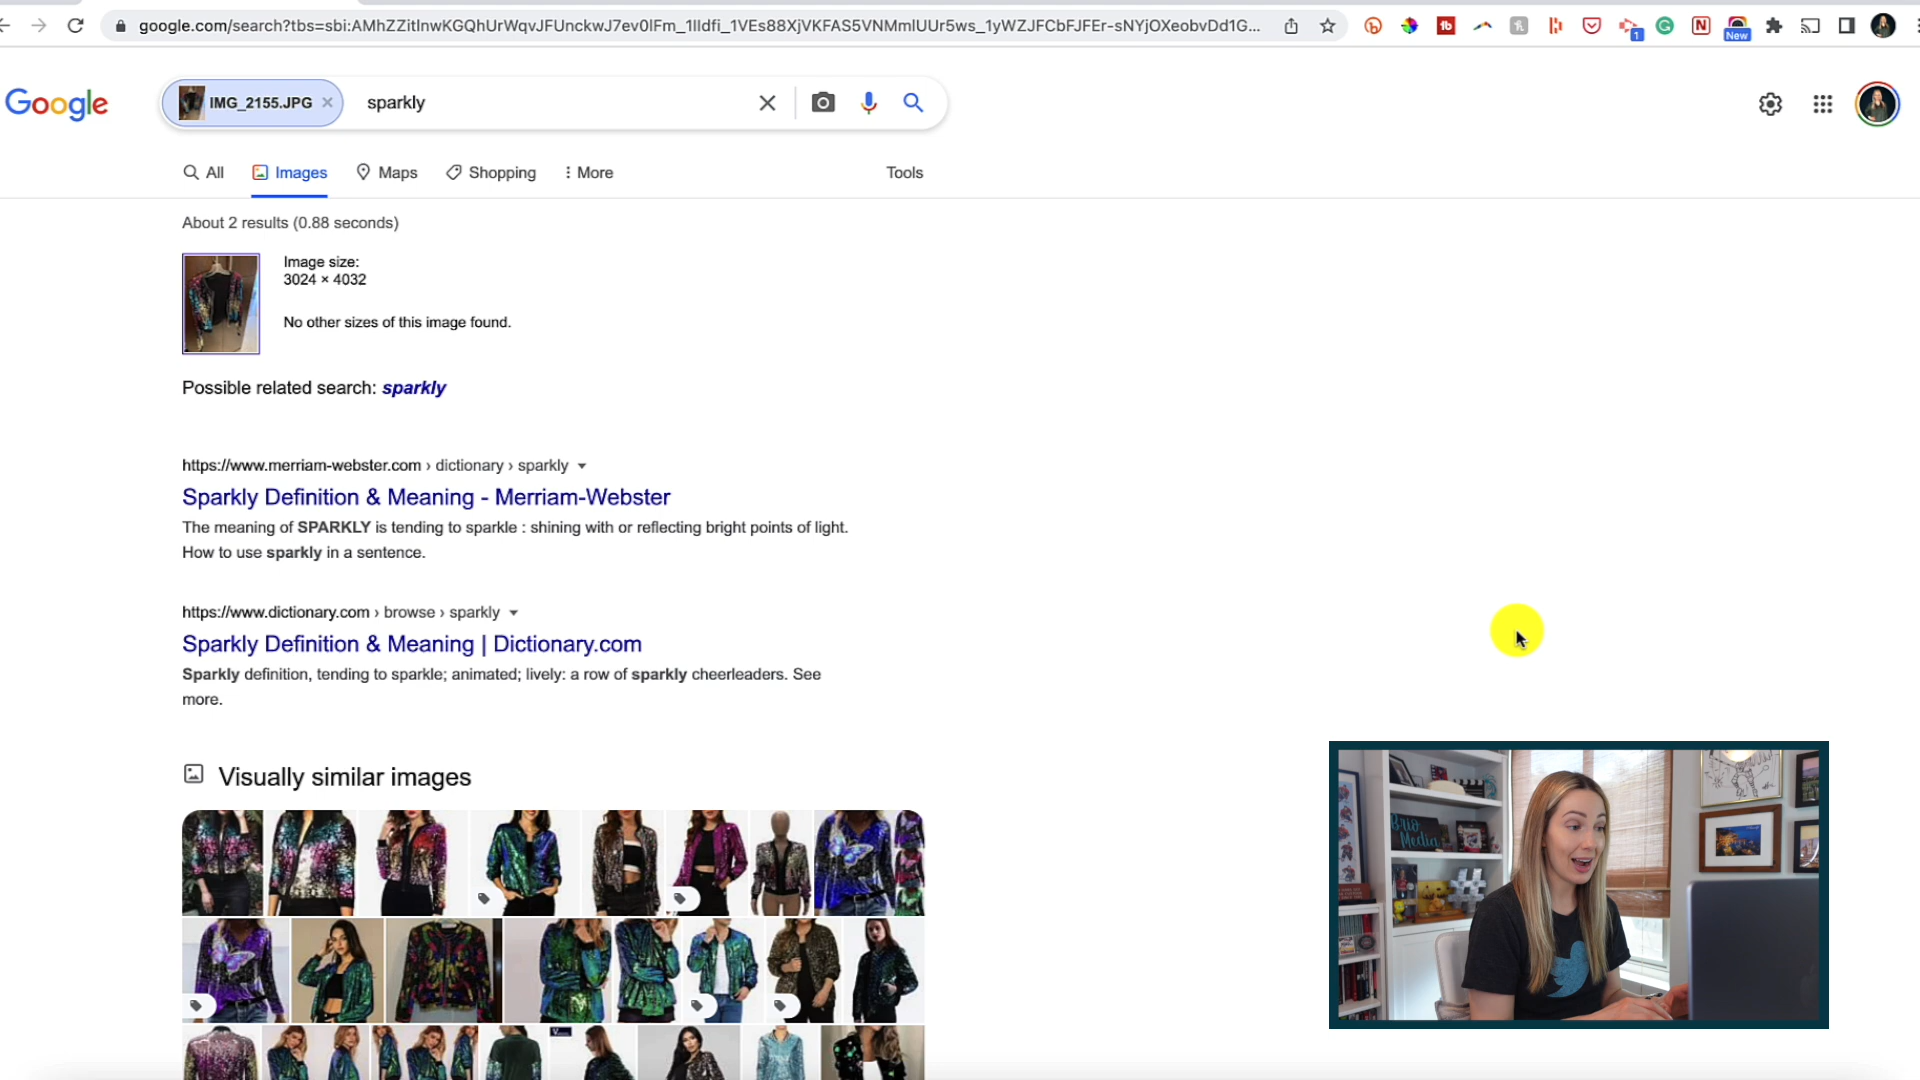 google.com/search?tbs=sbi:AMhZZitInwKGQhUrWqvJFUnckwJ7ev0lFm_1lIdfi_1VEs88XjVKFAS5VNMmlUUr5ws_1yWZJFCbFJFEr-sNYjOXeobvDd1G...
New
1
Google
IMG_2155.JPG
sparkly
All
Images
Maps
Shopping
More
Tools
About 2 results (0.88 seconds)
Image size:
3024 × 4032
No other sizes of this image found.
Possible related search: sparkly
https://www.merriam-webster.com › dictionary › sparkly
Sparkly Definition & Meaning - Merriam-Webster
The meaning of SPARKLY is tending to sparkle : shining with or reflecting bright points of light.
How to use sparkly in a sentence.
https://www.dictionary.com › browse › sparkly
Sparkly Definition & Meaning | Dictionary.com
Sparkly definition, tending to sparkle; animated; lively: a row of sparkly cheerleaders. See
more.
Visually similar images
Brio
Media